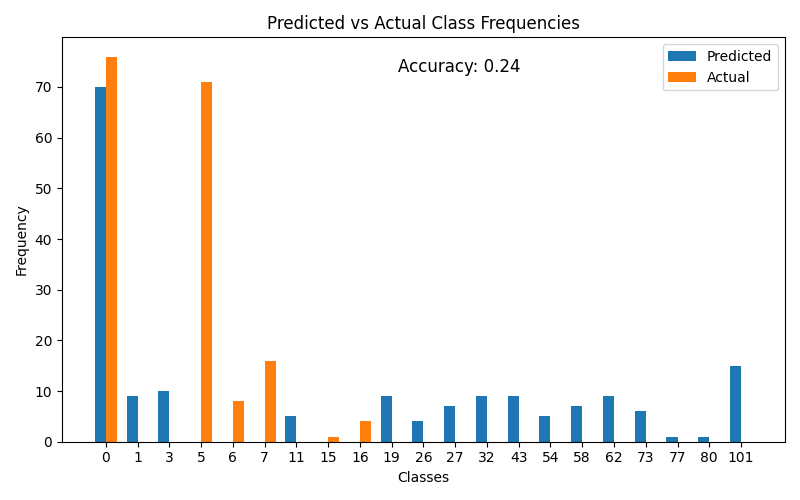 Predicted vs Actual Class Frequencies
Accuracy: 0.24
Predicted
Actual
Frequency
70
60
50
40
30
20
10
0
0 1 3 5 6 7 11 15 16 19 26 27 32 43 54 58 62 73 77 80 101
Classes